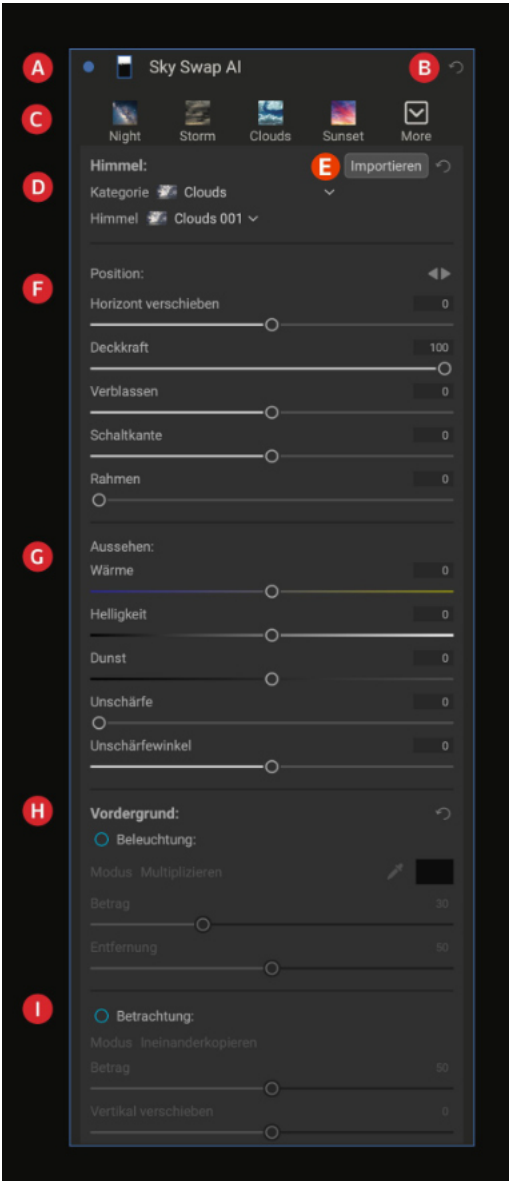 A Sky Swap AI B
C Night Storm Clouds Sunset More
Himmel: E Importieren
D Kategorie Clouds
Himmel Clouds 001
F Position:
Horizont verschieben 0
Deckkraft 100
Verblassen 0
Schaltkante 0
Rahmen 0
G Aussehen:
Wärme 0
Helligkeit 0
Dunst 0
Unschärfe 0
Unschärfewinkel 0
H Vordergrund:
Beleuchtung:
Modus Multiplizieren
Betrag 30
Entfernung 50
I Betrachtung:
Modus Ineinanderkopieren
Betrag 50
Vertikal verschieben 0